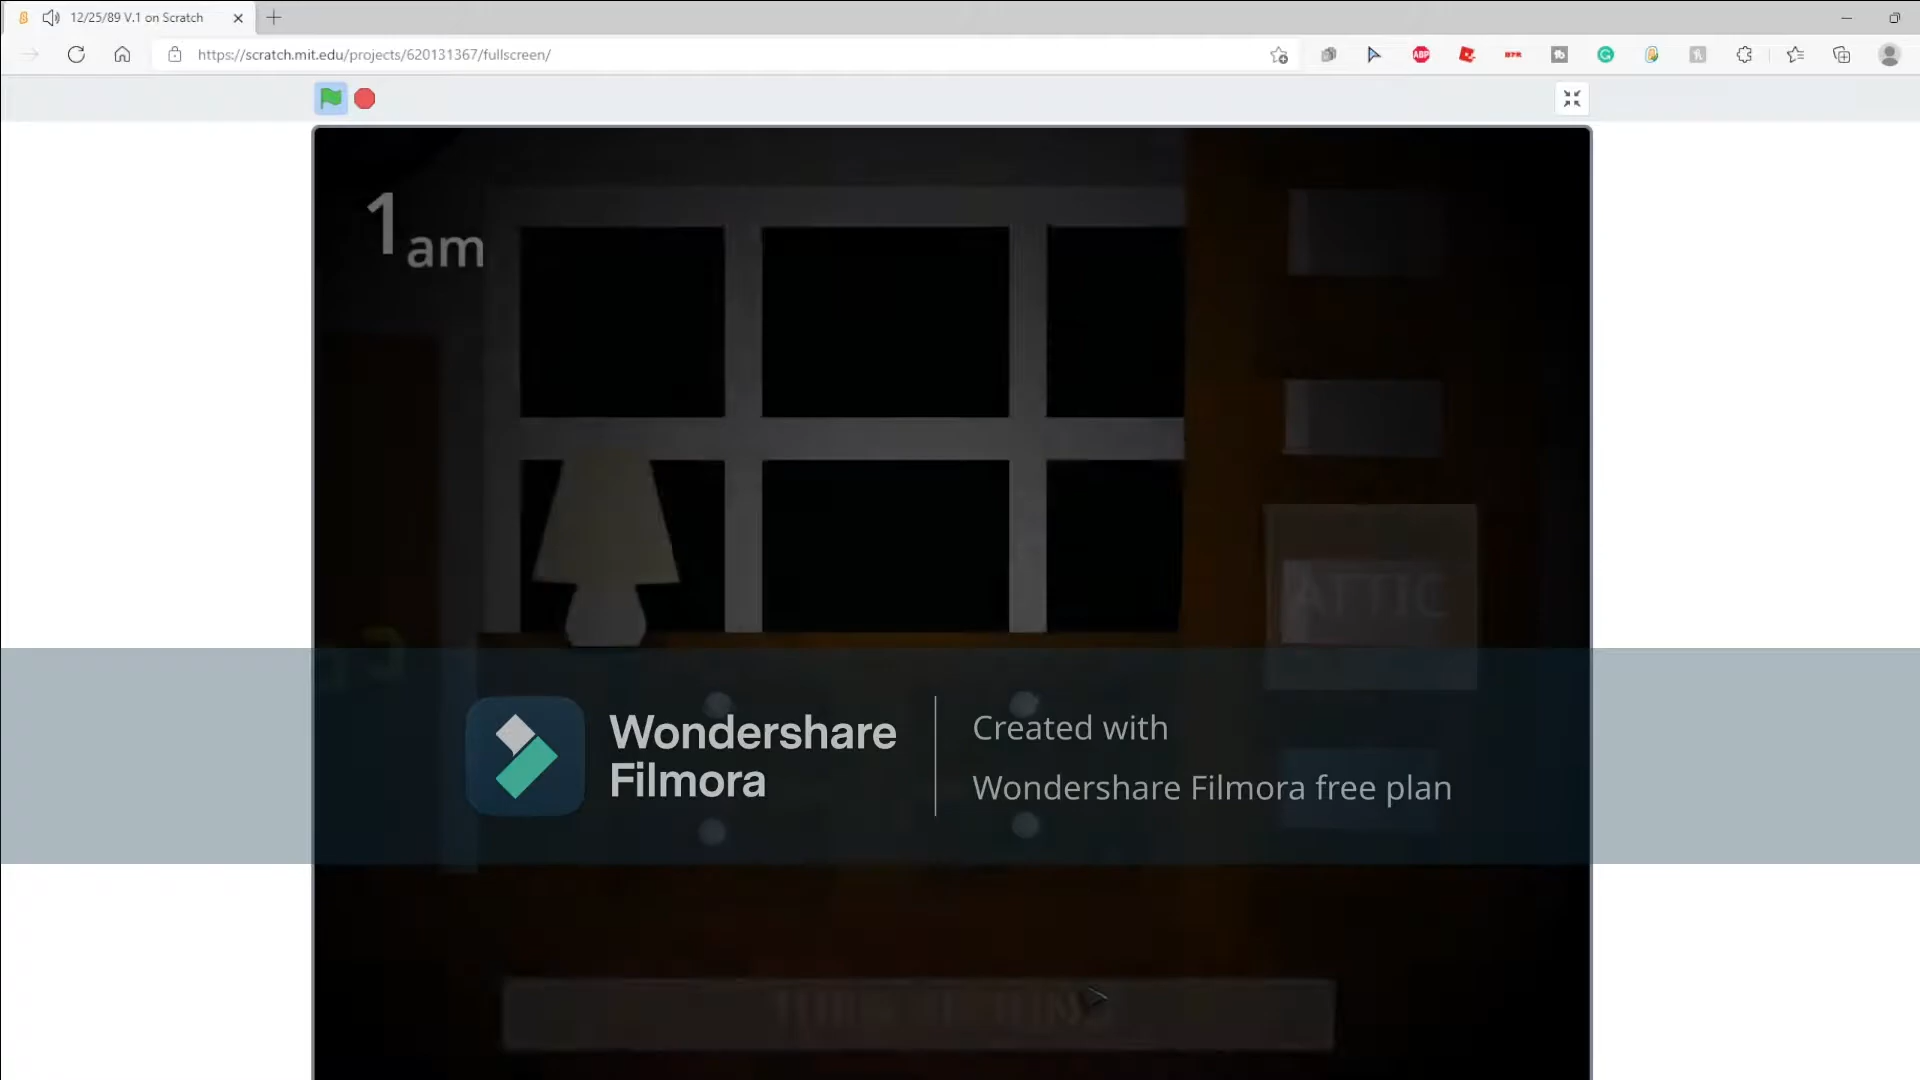 12/25/89 V.1 on Scratch
https://scratch.mit.edu/projects/620131367/fullscreen/
ABP
1am
ATTIC
Wondershare
Filmora
Created with
Wondershare Filmora free plan